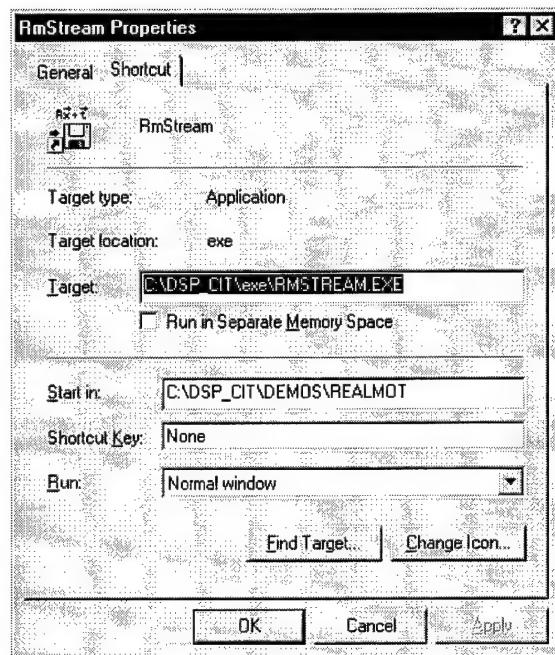 RmStream Properties
General Shortcut
RmStream
Target type: Application
Target location: exe
Target: C:\DSP_CIT\exe\RMSTREAM.EXE
Run in Separate Memory Space
Start in: C:\DSP_CIT\DEMOS\REALMOT
Shortcut Key: None
Run: Normal window
Find Target... Change Icon...
OK Cancel Apply